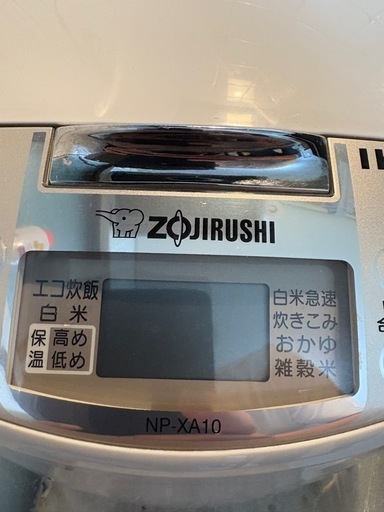 ZOJIRUSHI
エコ炊飯
白米
保温 高め
低め
白米急速
炊きこみ
おかゆ
雑穀米
NP-XA10